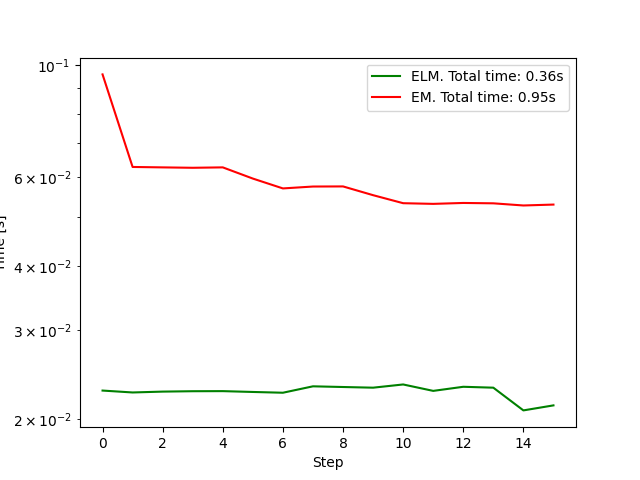 ELM. Total time: 0.36s
EM. Total time: 0.95s
10⁻¹
6 × 10⁻²
4 × 10⁻²
3 × 10⁻²
2 × 10⁻²
Time [s]
0 2 4 6 8 10 12 14
Step